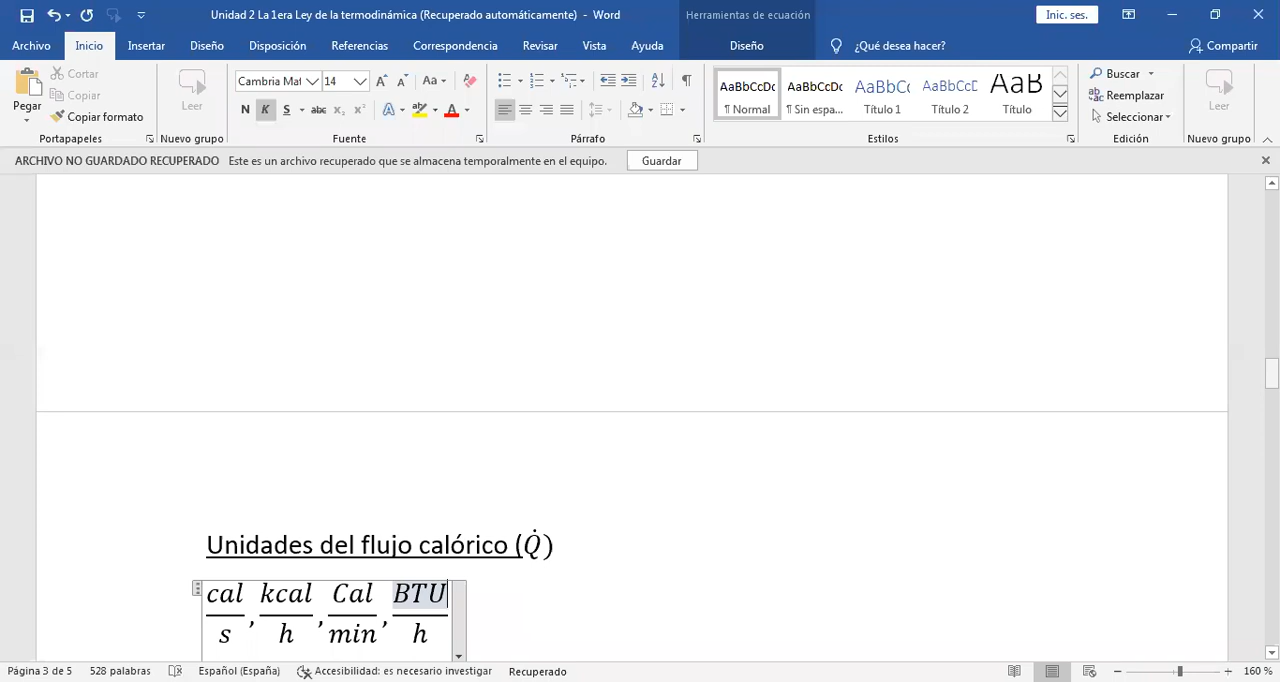 Unidad 2 La 1era Ley de la termodinámica (Recuperado automáticamente) - Word
Herramientas de ecuación
Inic. ses.
Archivo Inicio Insertar Diseño Disposición Referencias Correspondencia Revisar Vista Ayuda Diseño ¿Qué desea hacer? Compartir
Pegar
Cortar
Copiar
Copiar formato
Portapapeles
Leer
Nuevo grupo
Cambria Mat 14
Aa
N K S abc x₂ x²
A A
Fuente
Párrafo
AaBbCcDc AaBbCcDc AaBbC( AaBbCcD AaB
¶ Normal ¶ Sin espa... Título 1 Título 2 Título
Estilos
Buscar
Reemplazar
Seleccionar
Edición
Leer
Nuevo grupo
ARCHIVO NO GUARDADO RECUPERADO Este es un archivo recuperado que se almacena temporalmente en el equipo. Guardar
Unidades del flujo calórico (Q̇)
cal/s, kcal/h, Cal/min, BTU/h
Página 3 de 5 528 palabras Español (España) Accesibilidad: es necesario investigar Recuperado 160 %